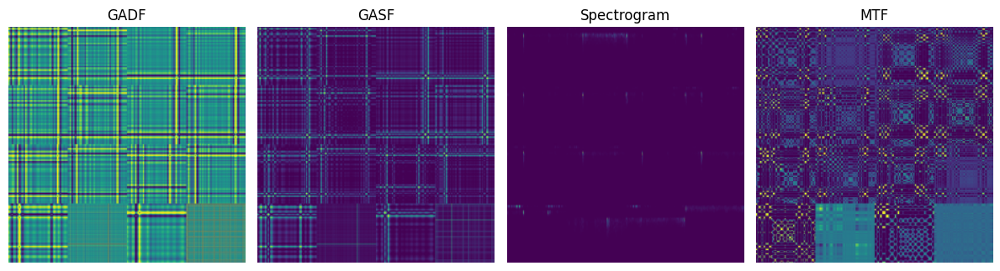 GADF
GASF
Spectrogram
MTF